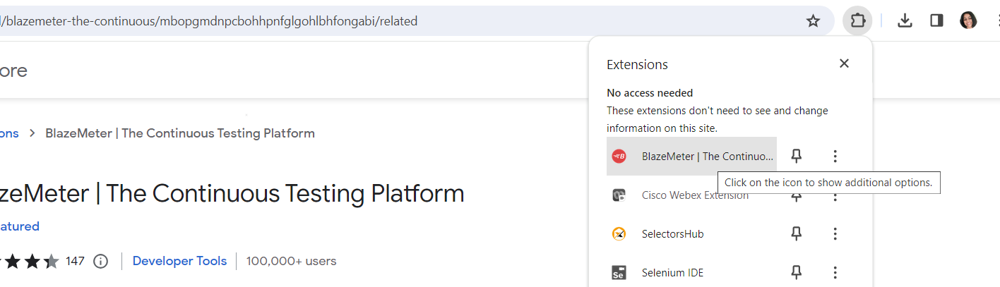 /blazemeter-the-continuous/mbopgmdnpcbohhpnfglgohlbhfongabi/related
ore
Extensions
No access needed
These extensions don't need to see and change
information on this site.
ons > BlazeMeter | The Continuous Testing Platform
BlazeMeter | The Continuo...
Click on the icon to show additional options.
zeMeter | The Continuous Testing Platform
Cisco Webex Extension
atured
SelectorsHub
147 Developer Tools 100,000+ users
Se Selenium IDE